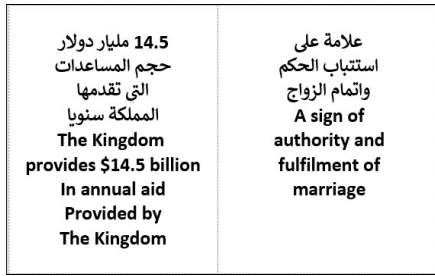 علامة على
استتباب الحكم
واتمام الزواج
A sign of
authority and
fulfilment of
marriage
14.5 مليار دولار
حجم المساعدات
التي تقدمها
المملكة سنويا
The Kingdom
provides $14.5 billion
In annual aid
Provided by
The Kingdom